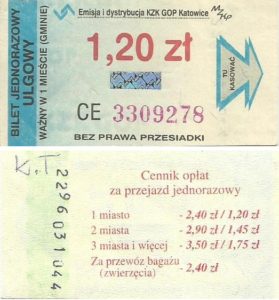 BILET JEDNORAZOWY
ULGOWY
WAŻNY W 1 MIEŚCIE (GMINIE)
Emisja i dystrybucja KZK GOP Katowice
1,20 zł
TU KASOWAĆ
CE 3309278
BEZ PRAWA PRZESIADKI
K.T
2296031044
Cennik opłat
za przejazd jednorazowy
1 miasto - 2,40 zł / 1,20 zł
2 miasta - 2,90 zł / 1,45 zł
3 miasta i więcej - 3,50 zł / 1,75 zł
Za przewóz bagażu
(zwierzęcia) - 2,40 zł